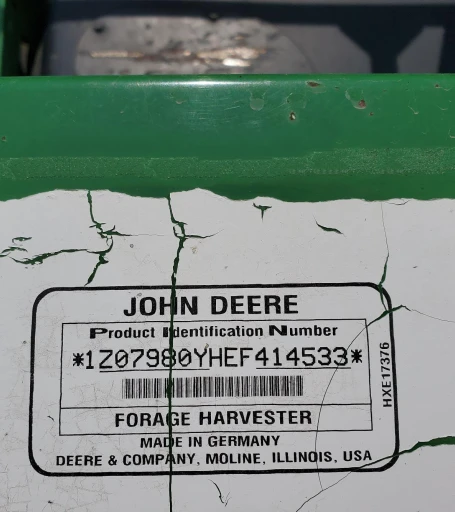 JOHN DEERE
Product Identification Number
*1Z07980YHEF414533*
HXE17376
FORAGE HARVESTER
MADE IN GERMANY
DEERE & COMPANY, MOLINE, ILLINOIS, USA